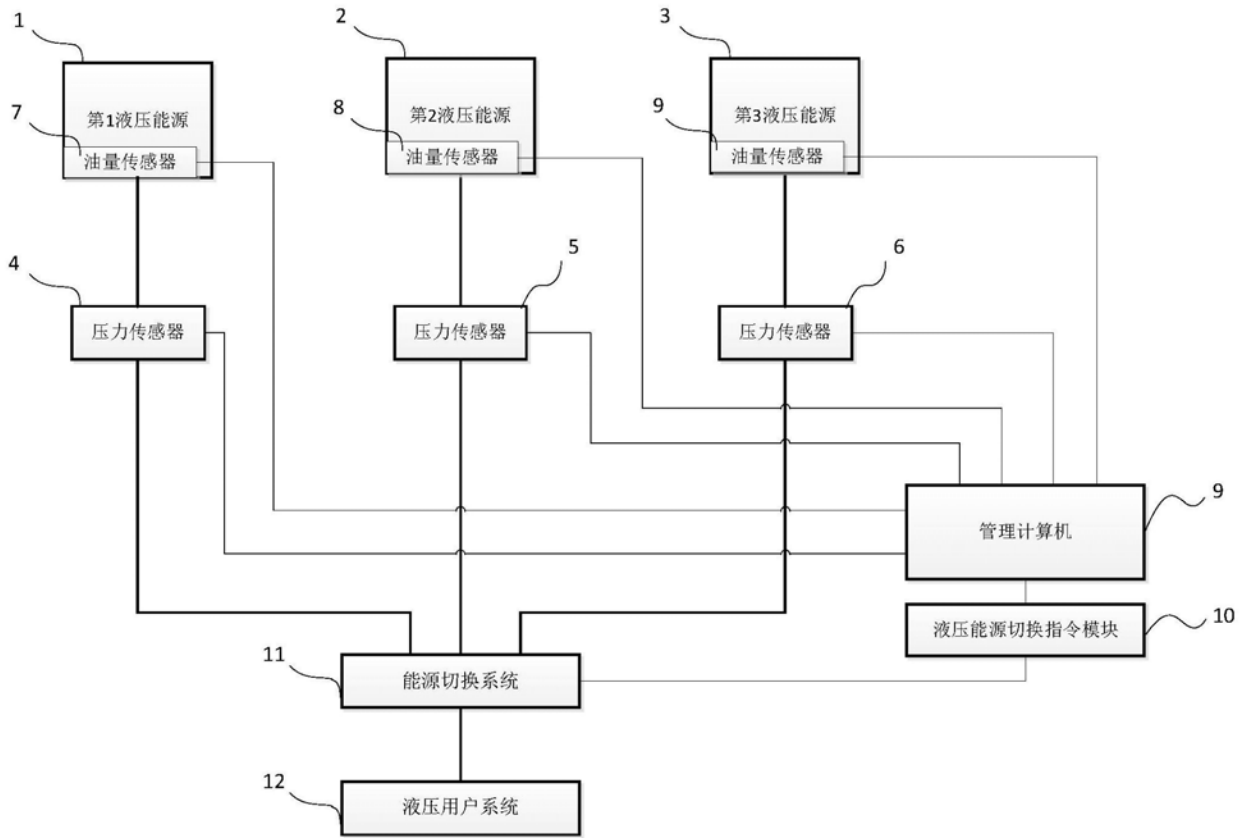 1
2
3
第1液压能源
第2液压能源
第3液压能源
7
8
9
油量传感器
油量传感器
油量传感器
4
5
6
压力传感器
压力传感器
压力传感器
9
管理计算机
10
液压能源切换指令模块
11
能源切换系统
12
液压用户系统